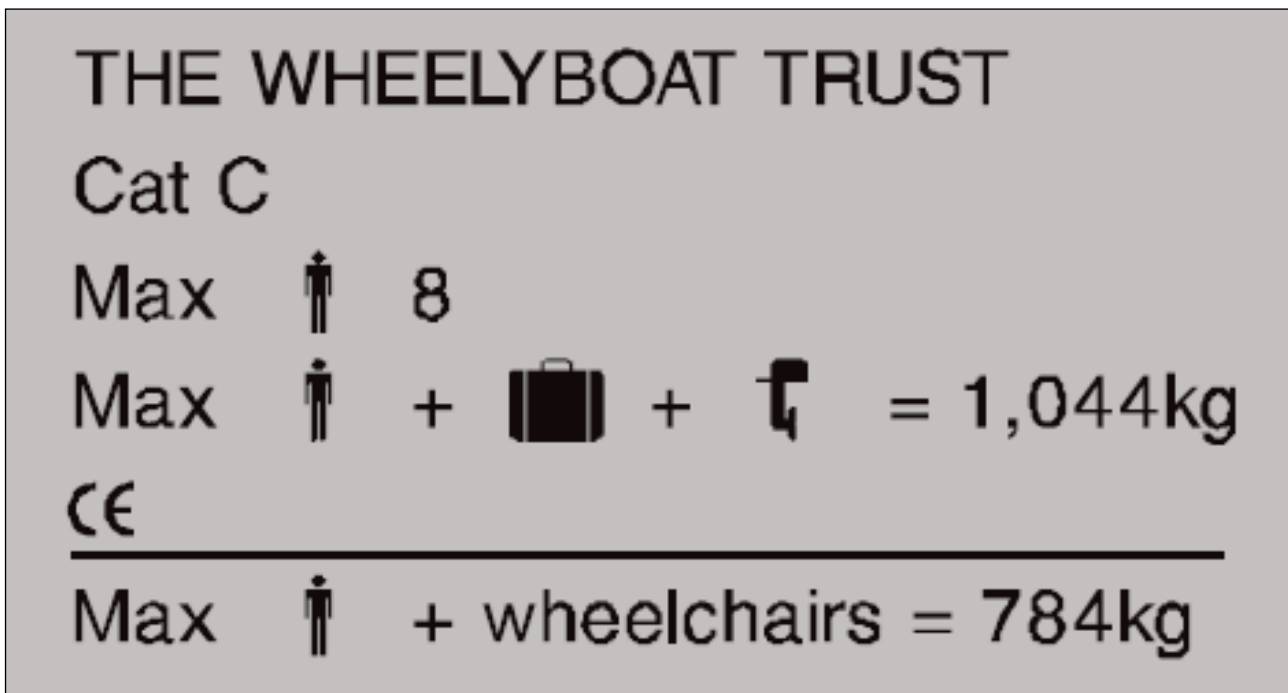 THE WHEELYBOAT TRUST
Cat C
Max 8
Max + + = 1,044kg
CE
Max + wheelchairs = 784kg